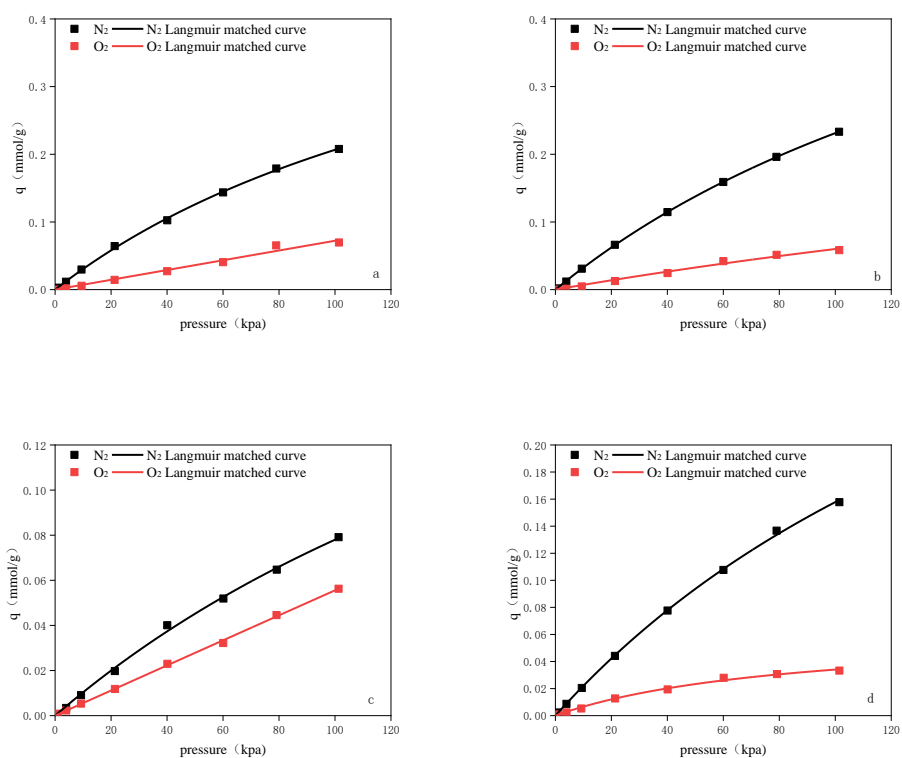 N2 N2 Langmuir matched curve
O2 O2 Langmuir matched curve
q（mmol/g）
0.4
0.3
0.2
0.1
0.0
0 20 40 60 80 100 120
pressure（kpa)
a
N2 N2 Langmuir matched curve
O2 O2 Langmuir matched curve
q（mmol/g）
0.4
0.3
0.2
0.1
0.0
0 20 40 60 80 100 120
pressure（kpa)
b
N2 N2 Langmuir matched curve
O2 O2 Langmuir matched curve
q（mmol/g）
0.12
0.10
0.08
0.06
0.04
0.02
0.00
0 20 40 60 80 100 120
pressure（kpa)
c
N2 N2 Langmuir matched curve
O2 O2 Langmuir matched curve
q（mmol/g）
0.20
0.18
0.16
0.14
0.12
0.10
0.08
0.06
0.04
0.02
0.00
0 20 40 60 80 100 120
pressure（kpa)
d